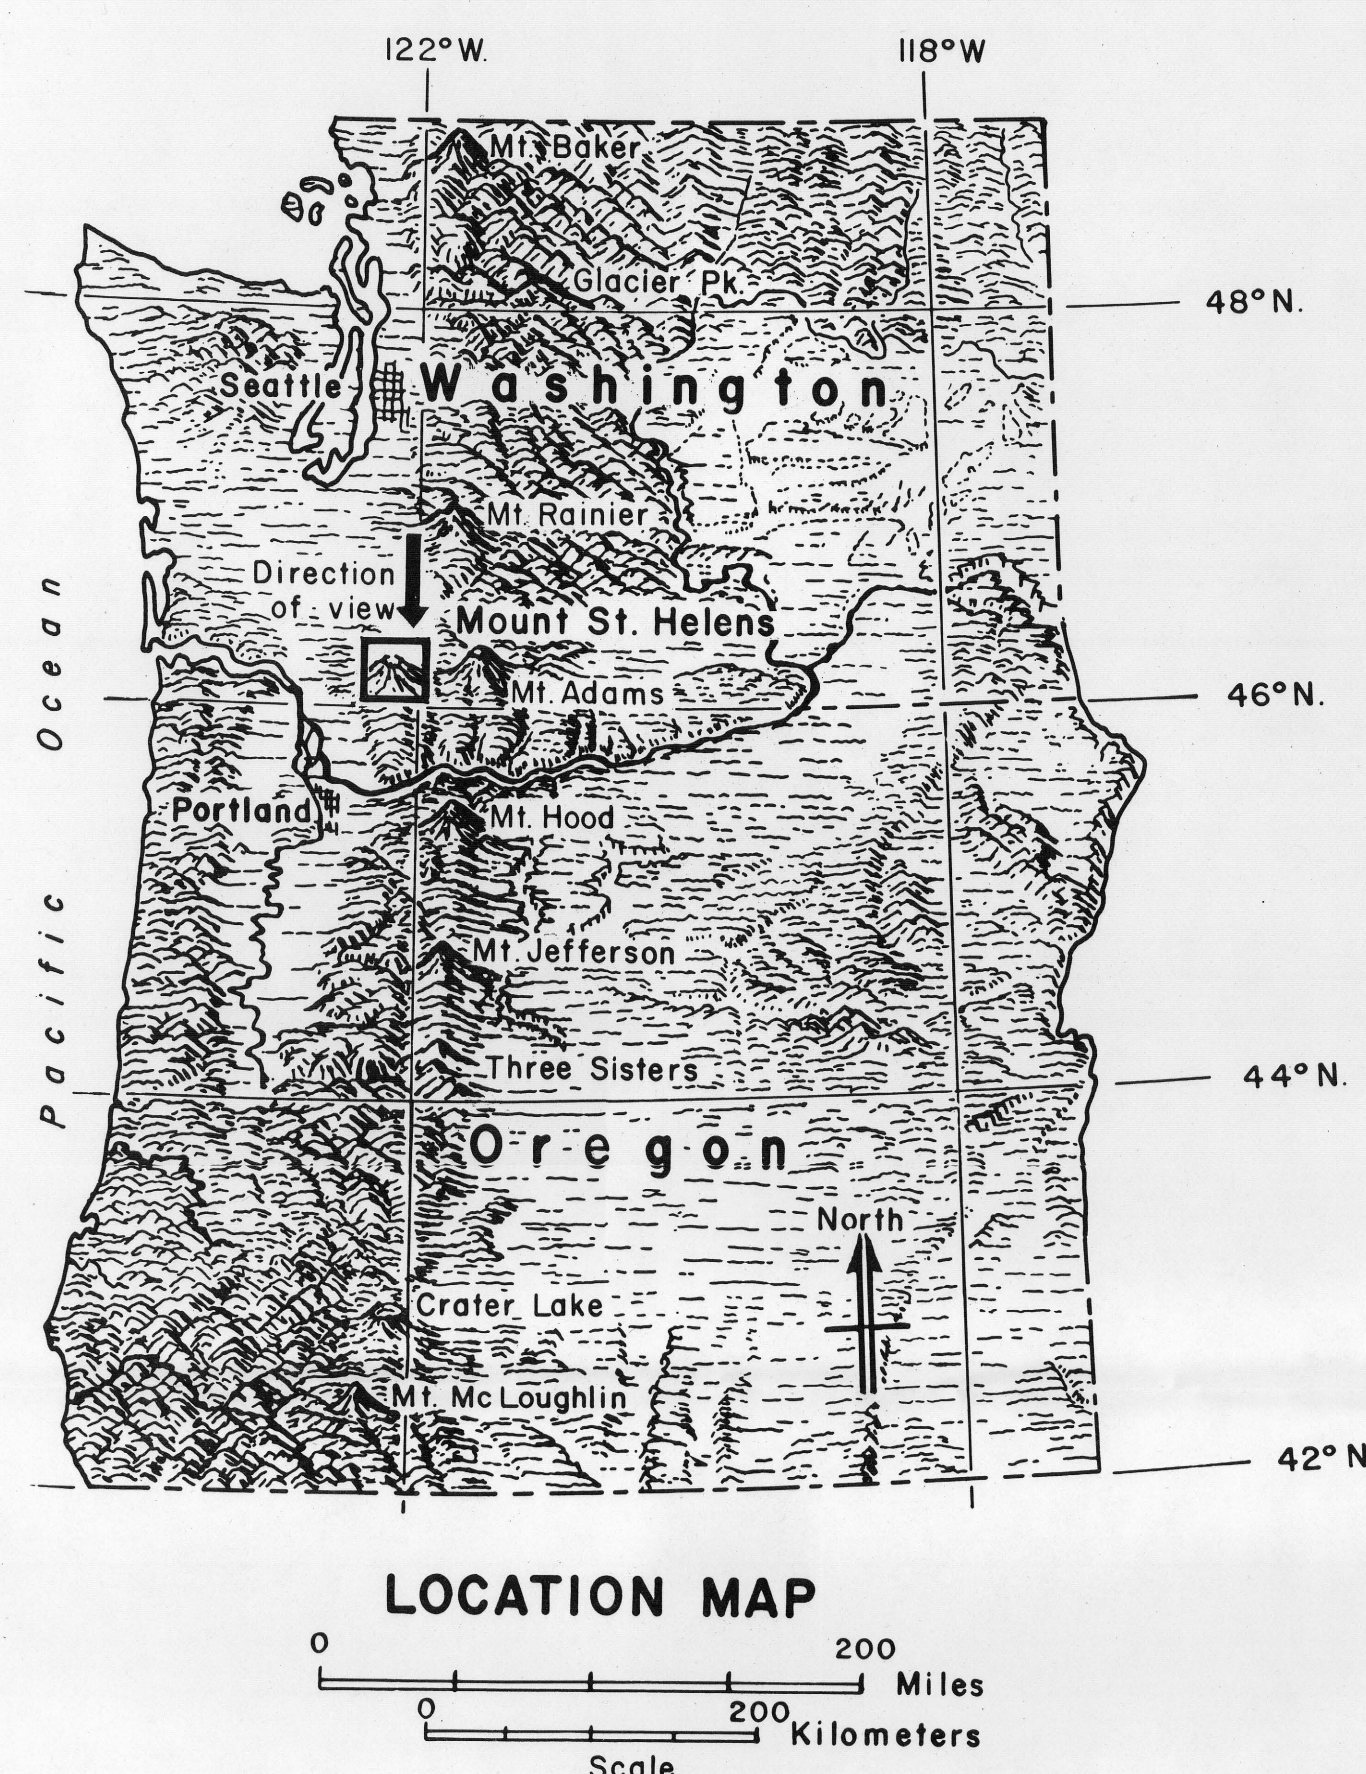 122°W.
118°W
Mt. Baker
Glacier Pk.
48°N.
Seattle
Washington
Mt. Rainier
Direction
of view
Mount St. Helens
Mt. Adams
46°N.
Pacific Ocean
Portland
Mt. Hood
Mt. Jefferson
Three Sisters
44°N.
Oregon
North
Crater Lake
Mt. McLoughlin
42°N
LOCATION MAP
0 200
Miles
0 200
Kilometers
Scale